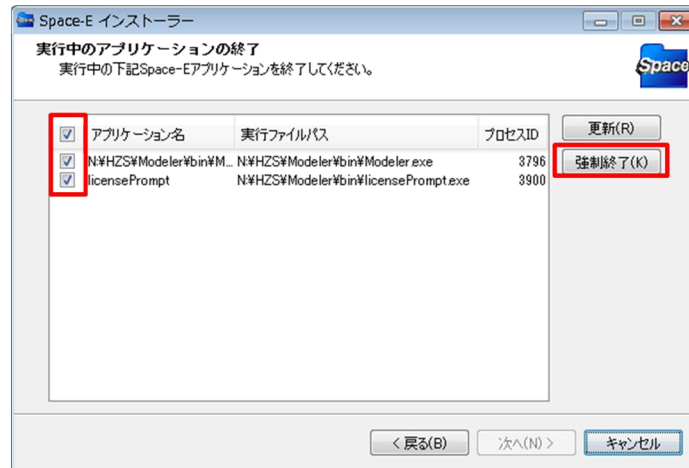 Space-E インストーラー
実行中のアプリケーションの終了
実行中の下記Space-Eアプリケーションを終了してください。
Space
アプリケーション名 実行ファイルパス プロセスID
N:¥HZS¥Modeler¥bin¥M... N:¥HZS¥Modeler¥bin¥Modeler.exe 3796
licensePrompt N:¥HZS¥Modeler¥bin¥licensePrompt.exe 3900
更新(R)
強制終了(K)
< 戻る(B) 次へ(N) > キャンセル